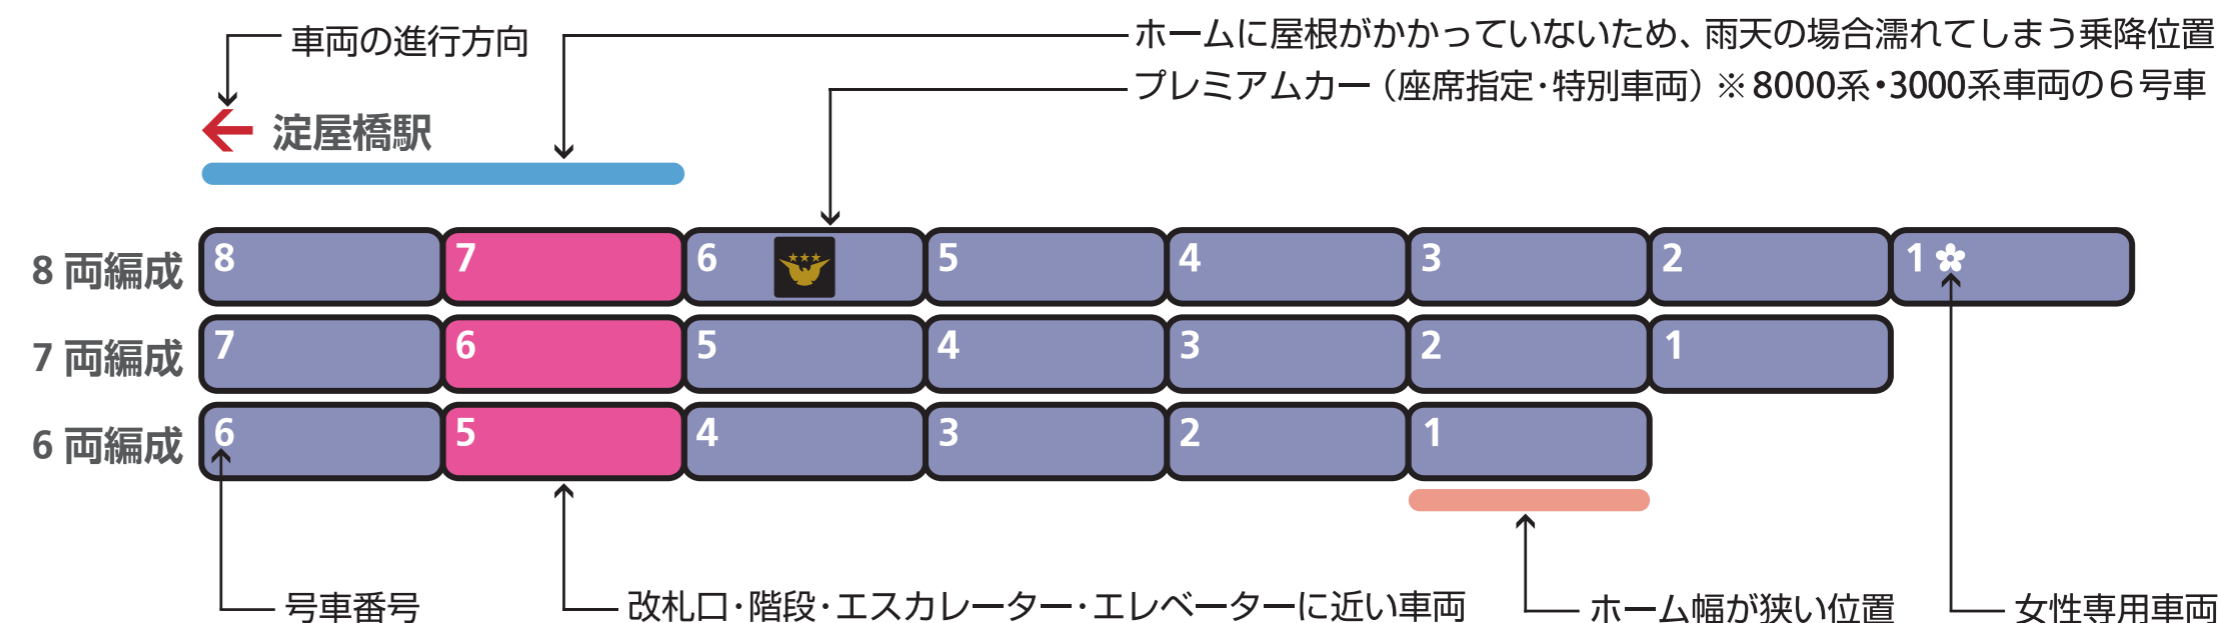 車両の進行方向
ホームに屋根がかかっていないため、雨天の場合濡れてしまう乗降位置
プレミアムカー（座席指定・特別車両）※8000系・3000系車両の６号車
淀屋橋駅
8 両編成 8 7 6 5 4 3 2 1
7 両編成 7 6 5 4 3 2 1
6 両編成 6 5 4 3 2 1
号車番号
改札口・階段・エスカレーター・エレベーターに近い車両
ホーム幅が狭い位置
女性専用車両